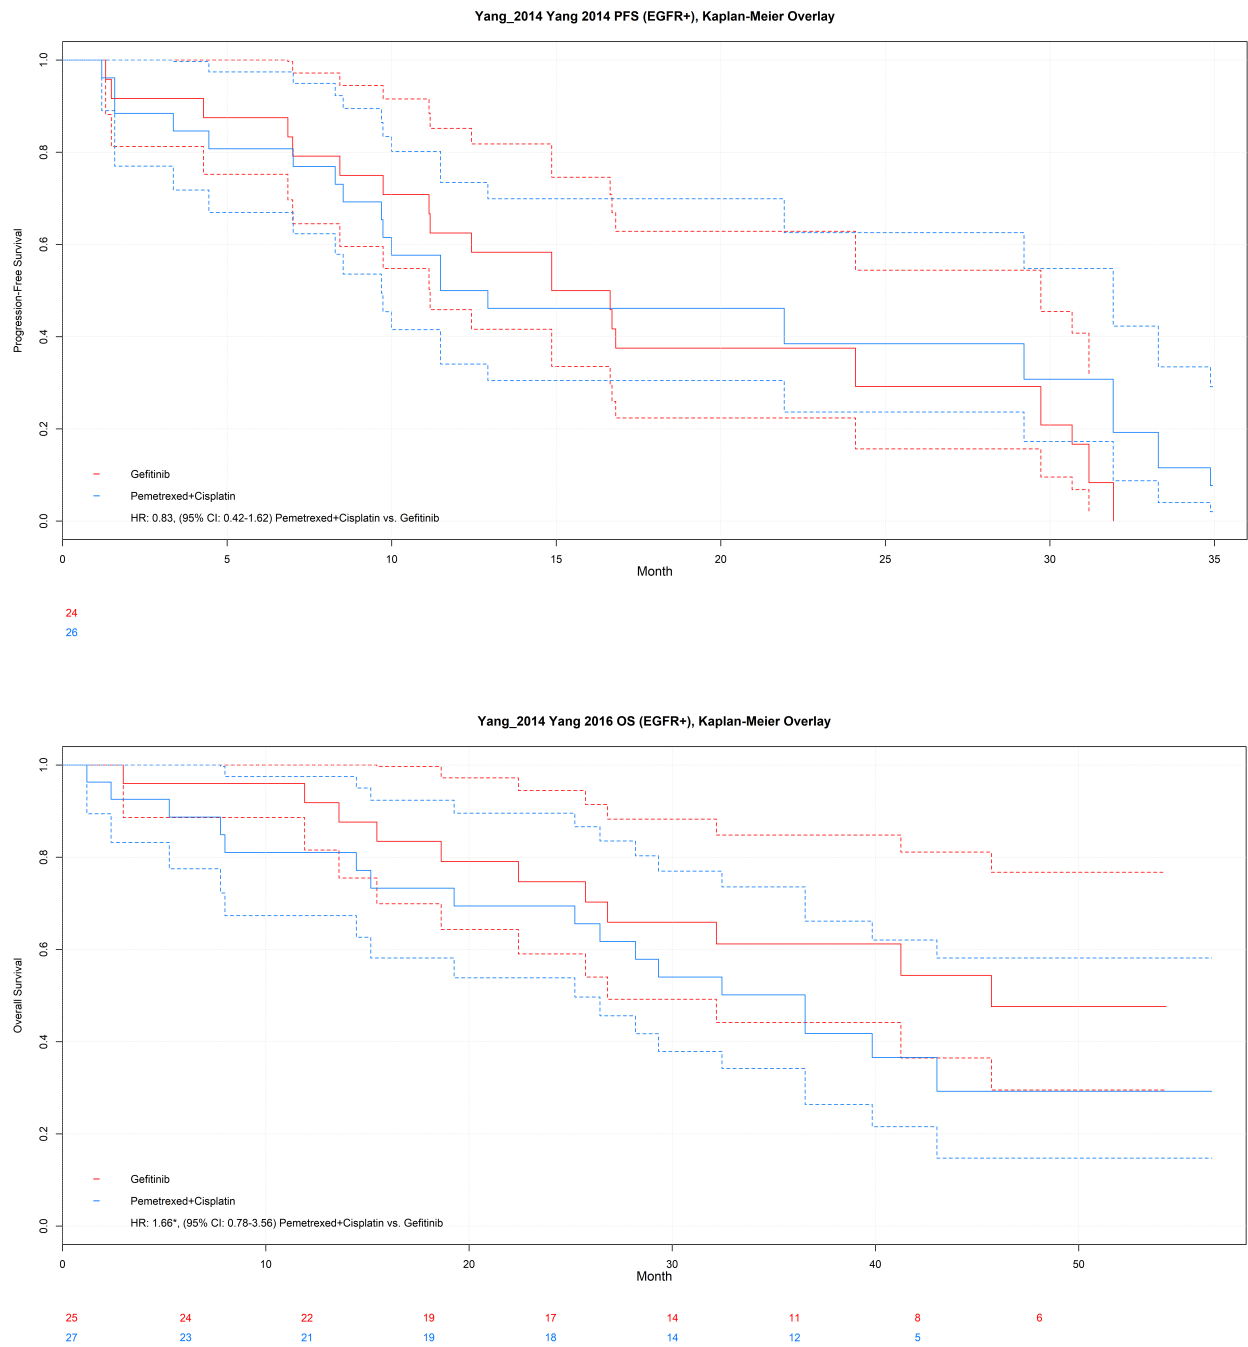 Yang_2014 Yang 2014 PFS (EGFR+), Kaplan-Meier Overlay
Progression-Free Survival
1.0
0.8
0.6
0.4
0.2
0.0
Gefitinib
Pemetrexed+Cisplatin
HR: 0.83, (95% CI: 0.42-1.62) Pemetrexed+Cisplatin vs. Gefitinib
0 5 10 15 20 25 30 35
Month
24
26
Yang_2014 Yang 2016 OS (EGFR+), Kaplan-Meier Overlay
Overall Survival
1.0
0.8
0.6
0.4
0.2
0.0
Gefitinib
Pemetrexed+Cisplatin
HR: 1.66*, (95% CI: 0.78-3.56) Pemetrexed+Cisplatin vs. Gefitinib
0 10 20 30 40 50
Month
25 24 22 19 17 14 11 8 6
27 23 21 19 18 14 12 5